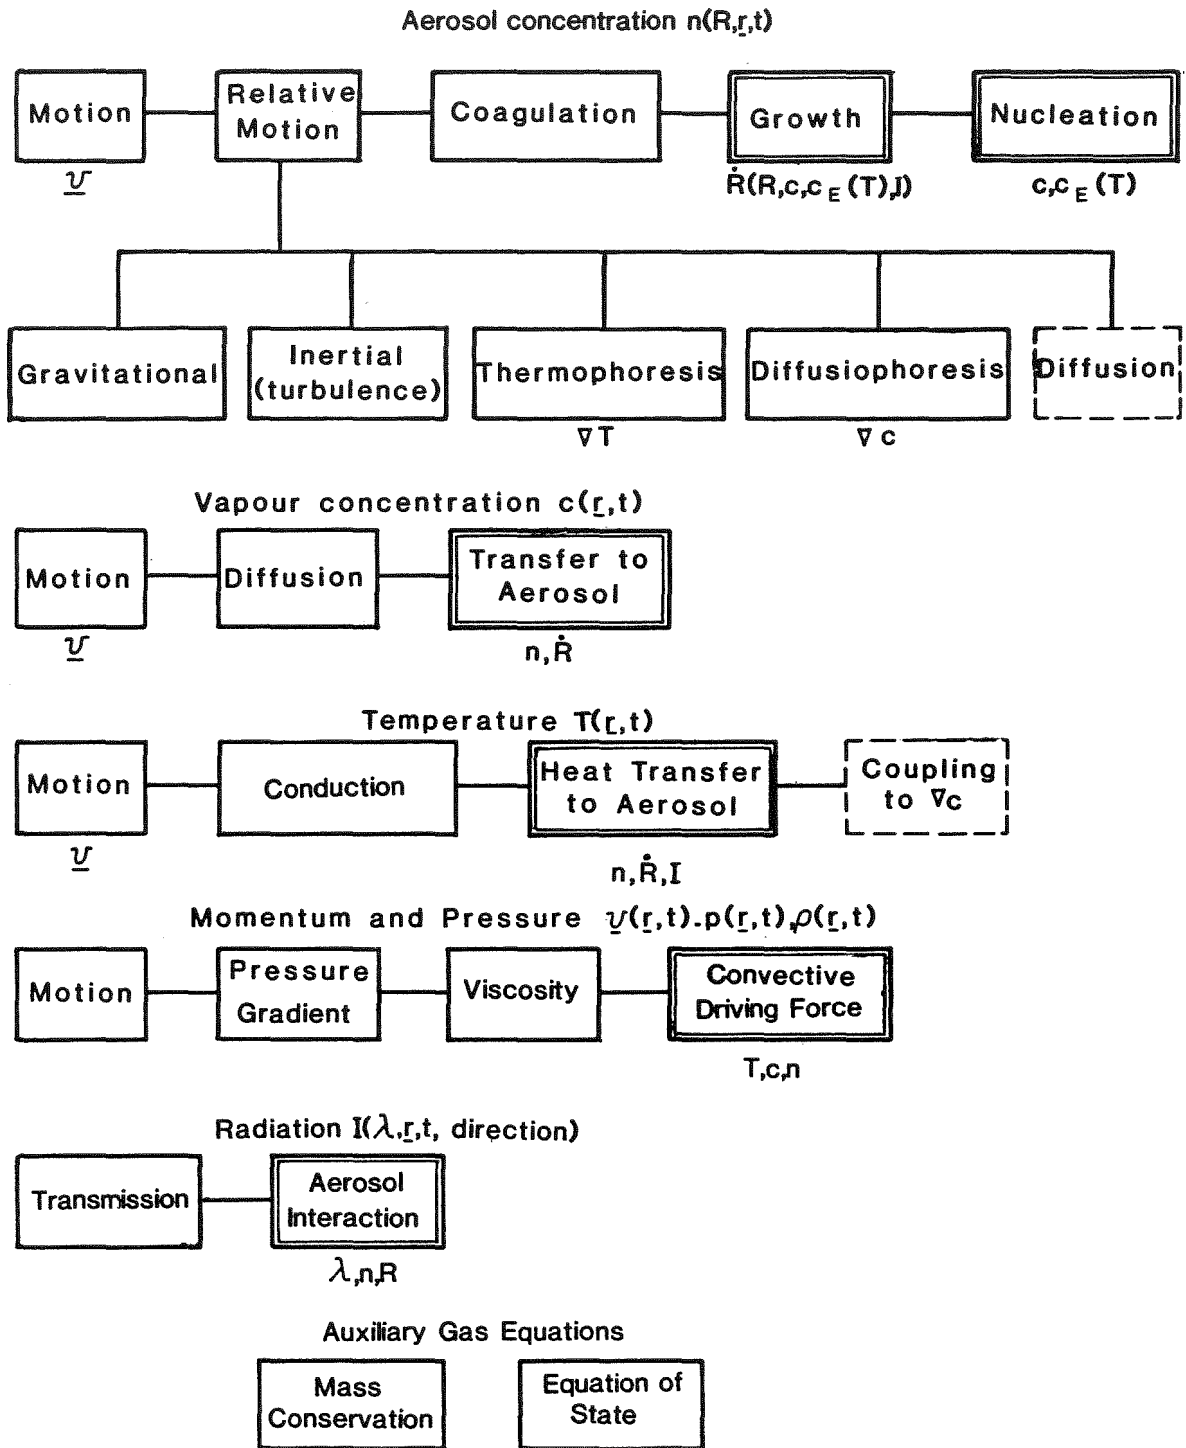 Aerosol concentration n(R,r̲,t)
Motion
Relative
Motion
Coagulation
Growth
Nucleation
v̲
Ṙ(R,c,c_E(T),I)
c,c_E(T)
Gravitational
Inertial
(turbulence)
Thermophoresis
Diffusiophoresis
Diffusion
∇T
∇c
Vapour concentration c(r̲,t)
Motion
Diffusion
Transfer to
Aerosol
v̲
n,Ṙ
Temperature T(r̲,t)
Motion
Conduction
Heat Transfer
to Aerosol
Coupling
to ∇c
v̲
n,Ṙ,I
Momentum and Pressure v̲(r̲,t).p(r̲,t),ρ(r̲,t)
Motion
Pressure
Gradient
Viscosity
Convective
Driving Force
T,c,n
Radiation I(λ,r̲,t, direction)
Transmission
Aerosol
Interaction
λ,n,R
Auxiliary Gas Equations
Mass
Conservation
Equation of
State